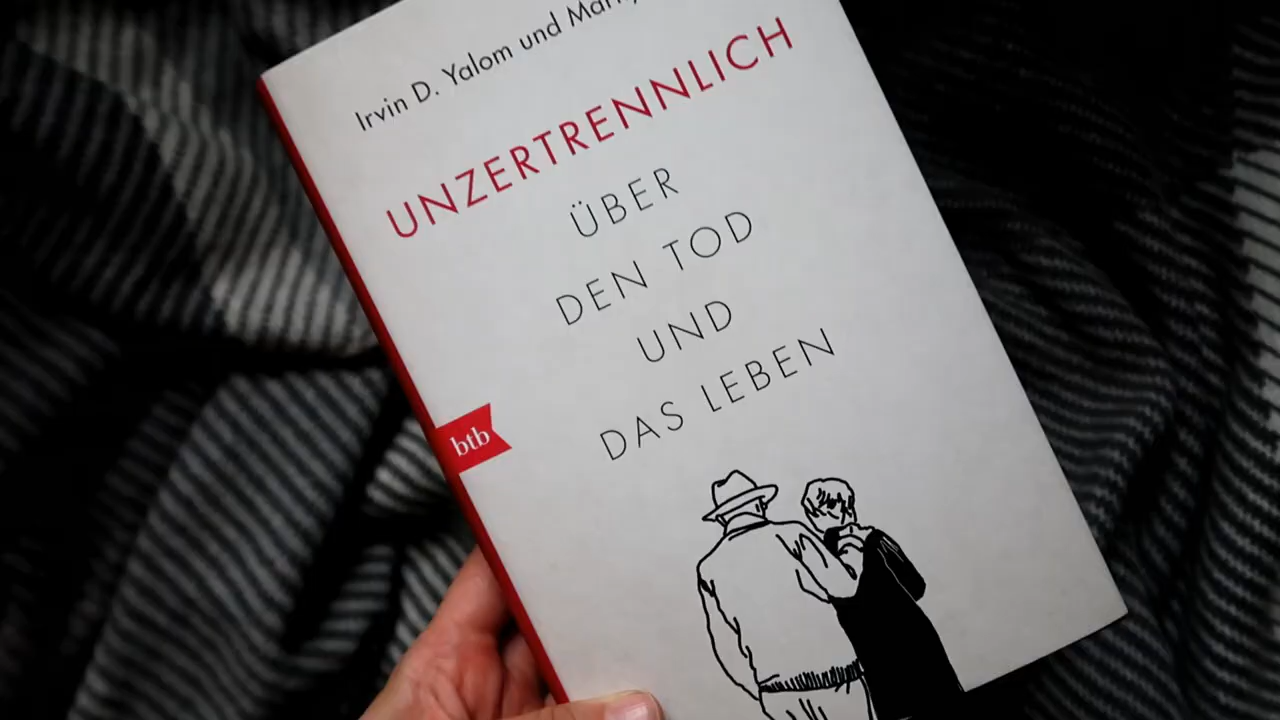 Irvin D. Yalom und
UNZERTRENNLICH
ÜBER
DEN TOD
UND
DAS LEBEN
btb